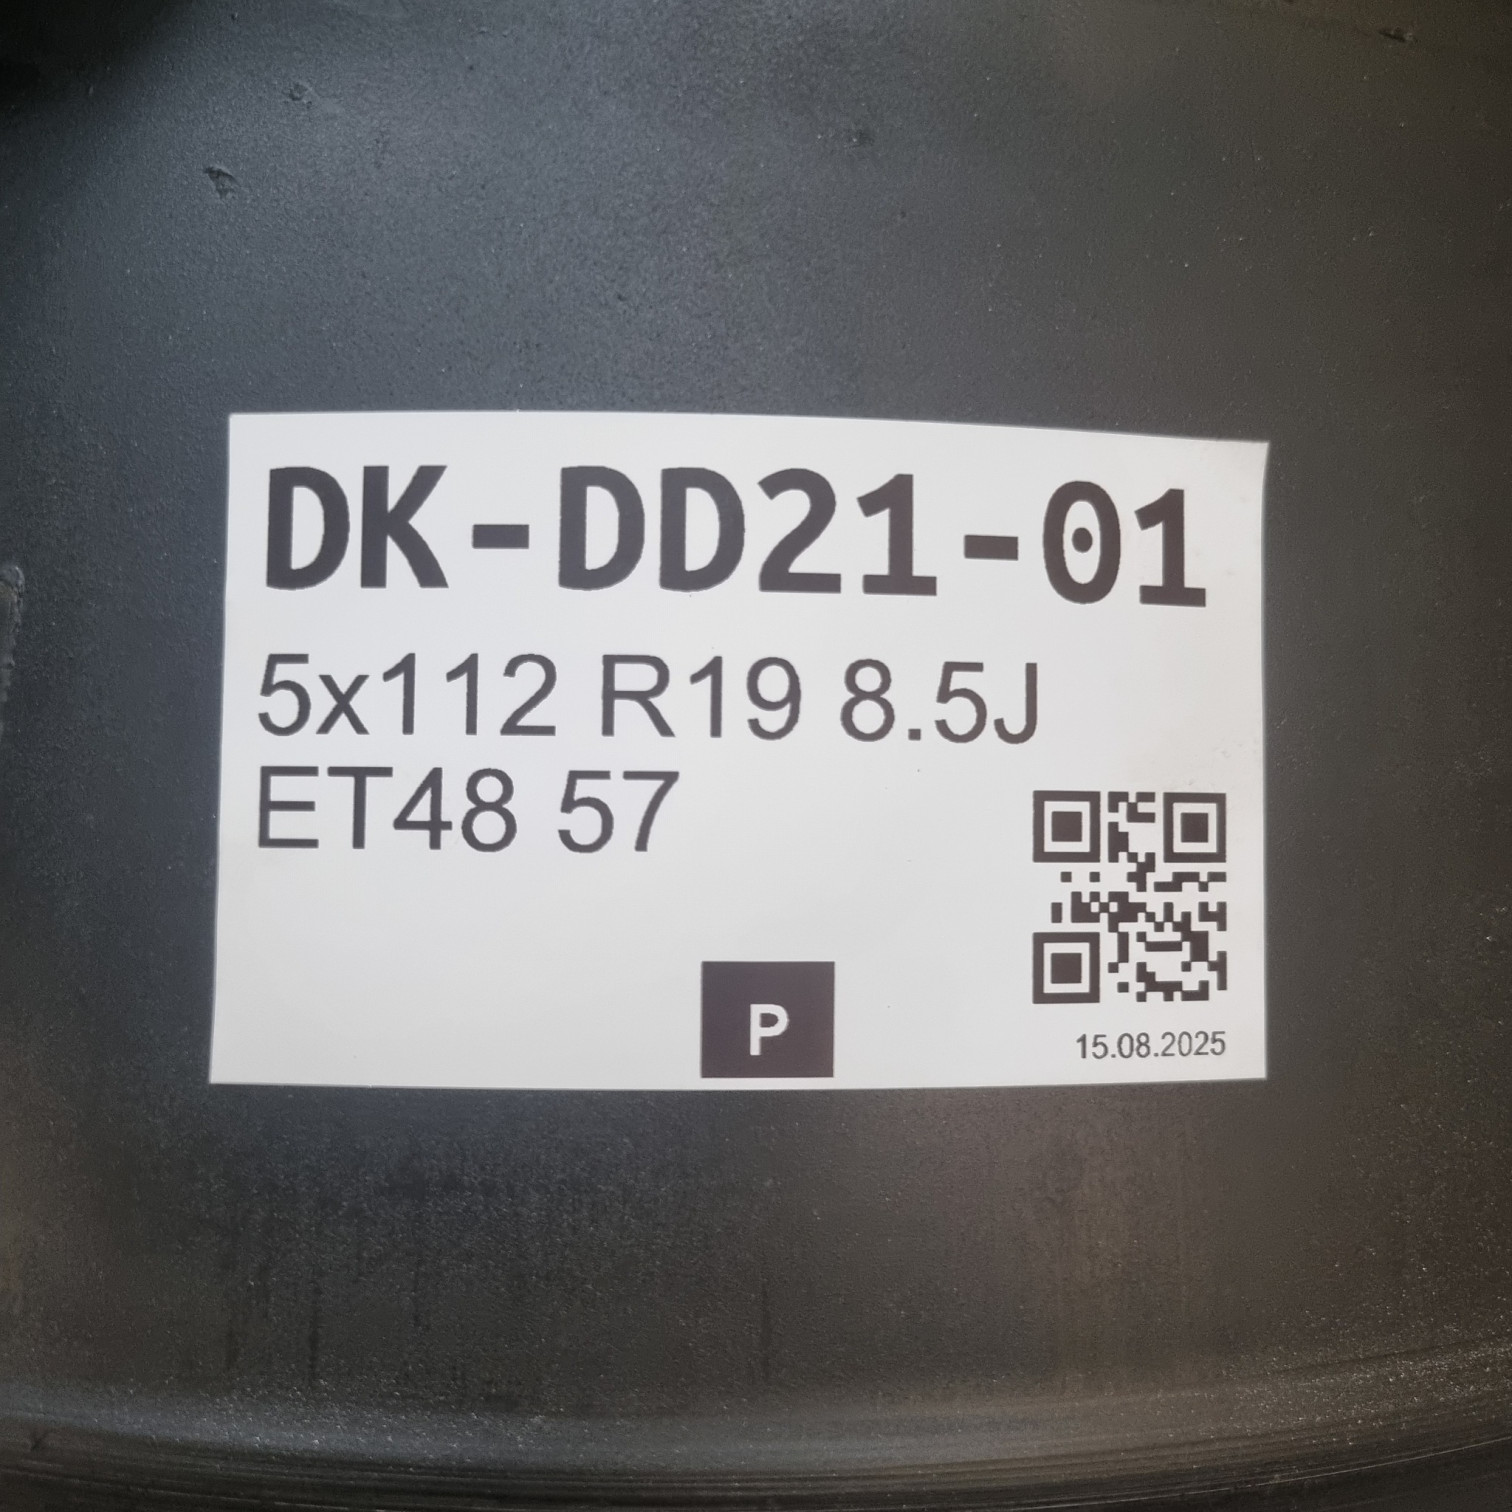 DK-DD21-01
5x112 R19 8.5J
ET48 57
P
15.08.2025